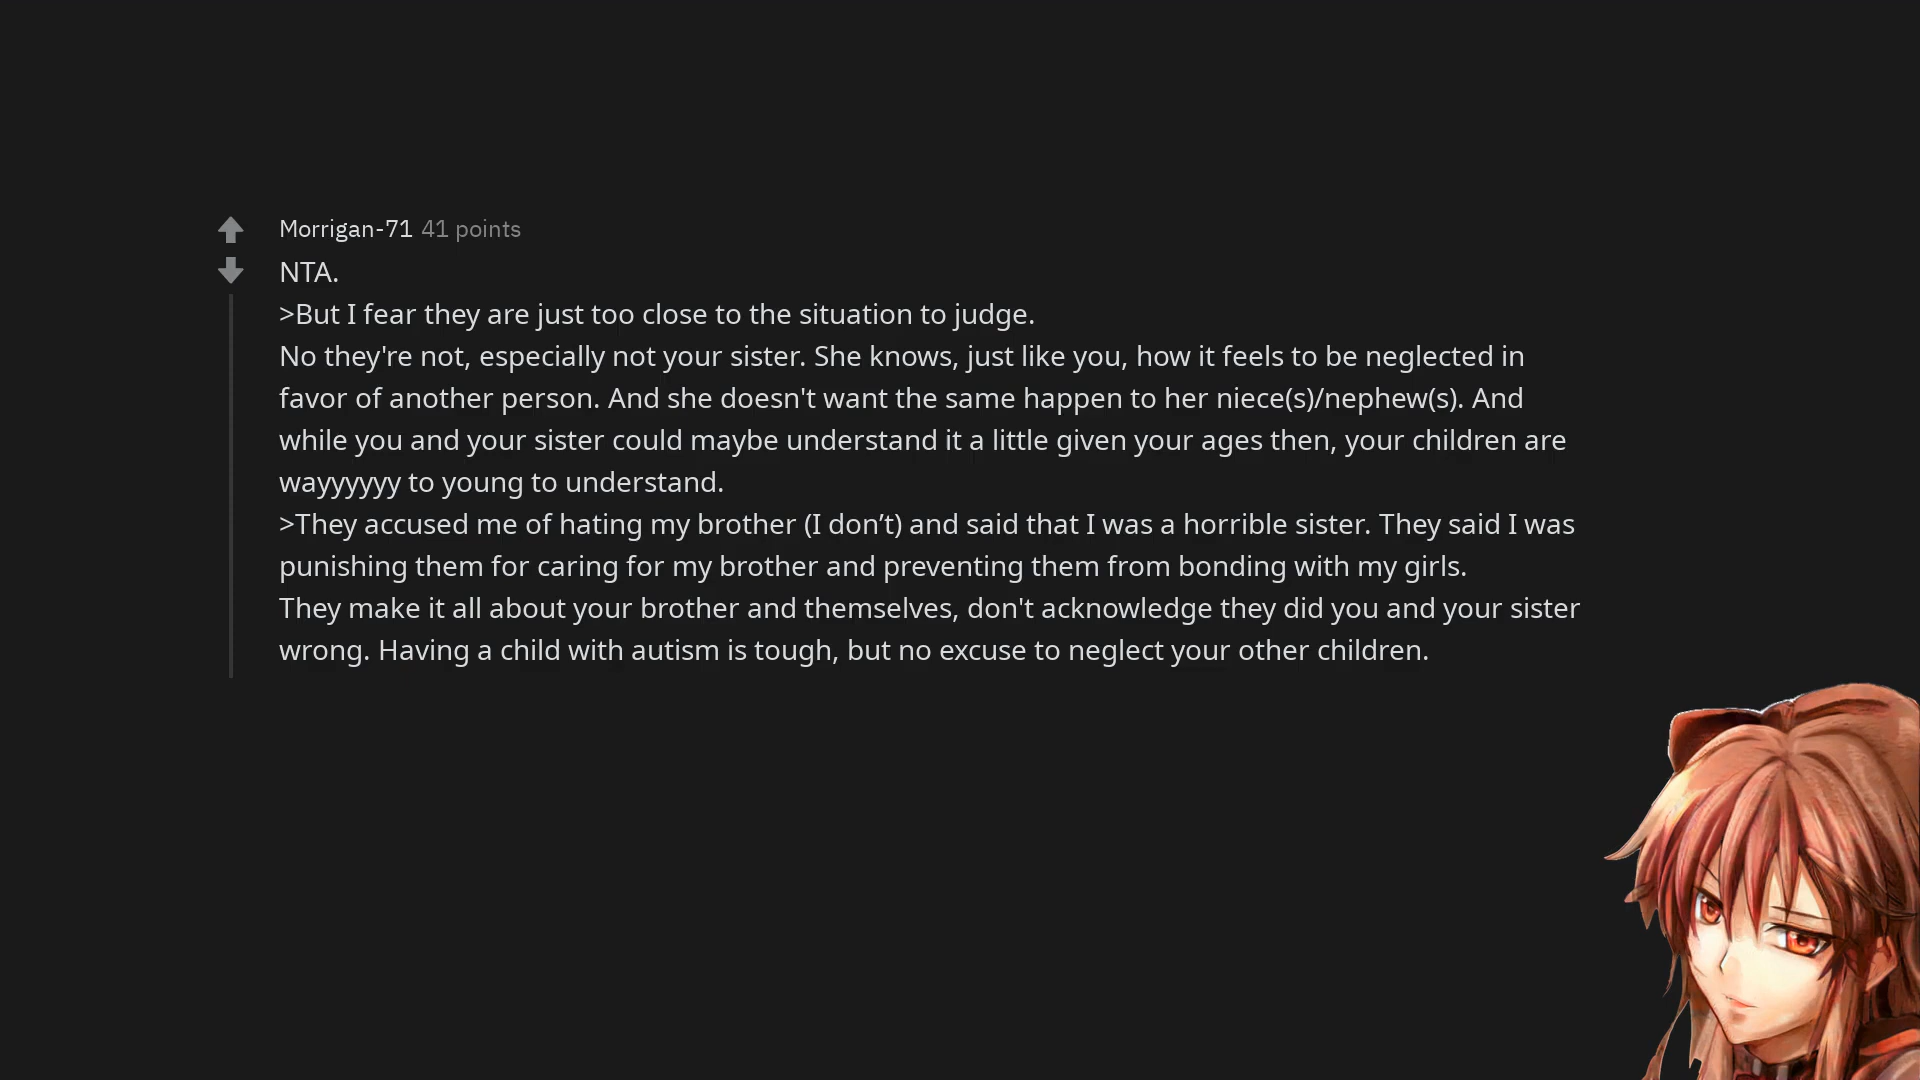 Morrigan-71 41 points
NTA.
>But I fear they are just too close to the situation to judge.
No they're not, especially not your sister. She knows, just like you, how it feels to be neglected in
favor of another person. And she doesn't want the same happen to her niece(s)/nephew(s). And
while you and your sister could maybe understand it a little given your ages then, your children are
wayyyyyy to young to understand.
>They accused me of hating my brother (I don’t) and said that I was a horrible sister. They said I was
punishing them for caring for my brother and preventing them from bonding with my girls.
They make it all about your brother and themselves, don't acknowledge they did you and your sister
wrong. Having a child with autism is tough, but no excuse to neglect your other children.